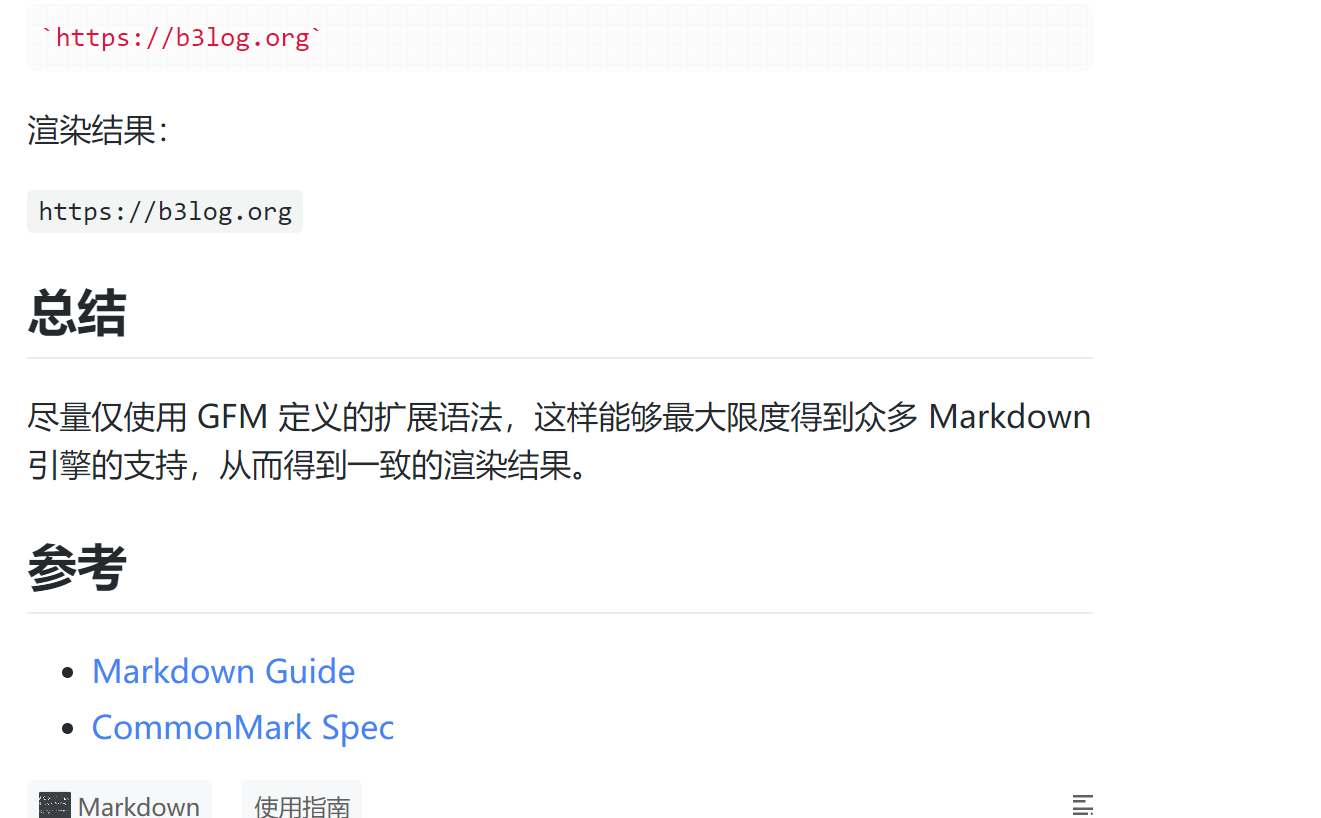 `https://b3log.org`
渲染结果：
https://b3log.org
总结
尽量仅使用 GFM 定义的扩展语法，这样能够最大限度得到众多 Markdown
引擎的支持，从而得到一致的渲染结果。
参考
Markdown Guide
CommonMark Spec
Markdown 使用指南